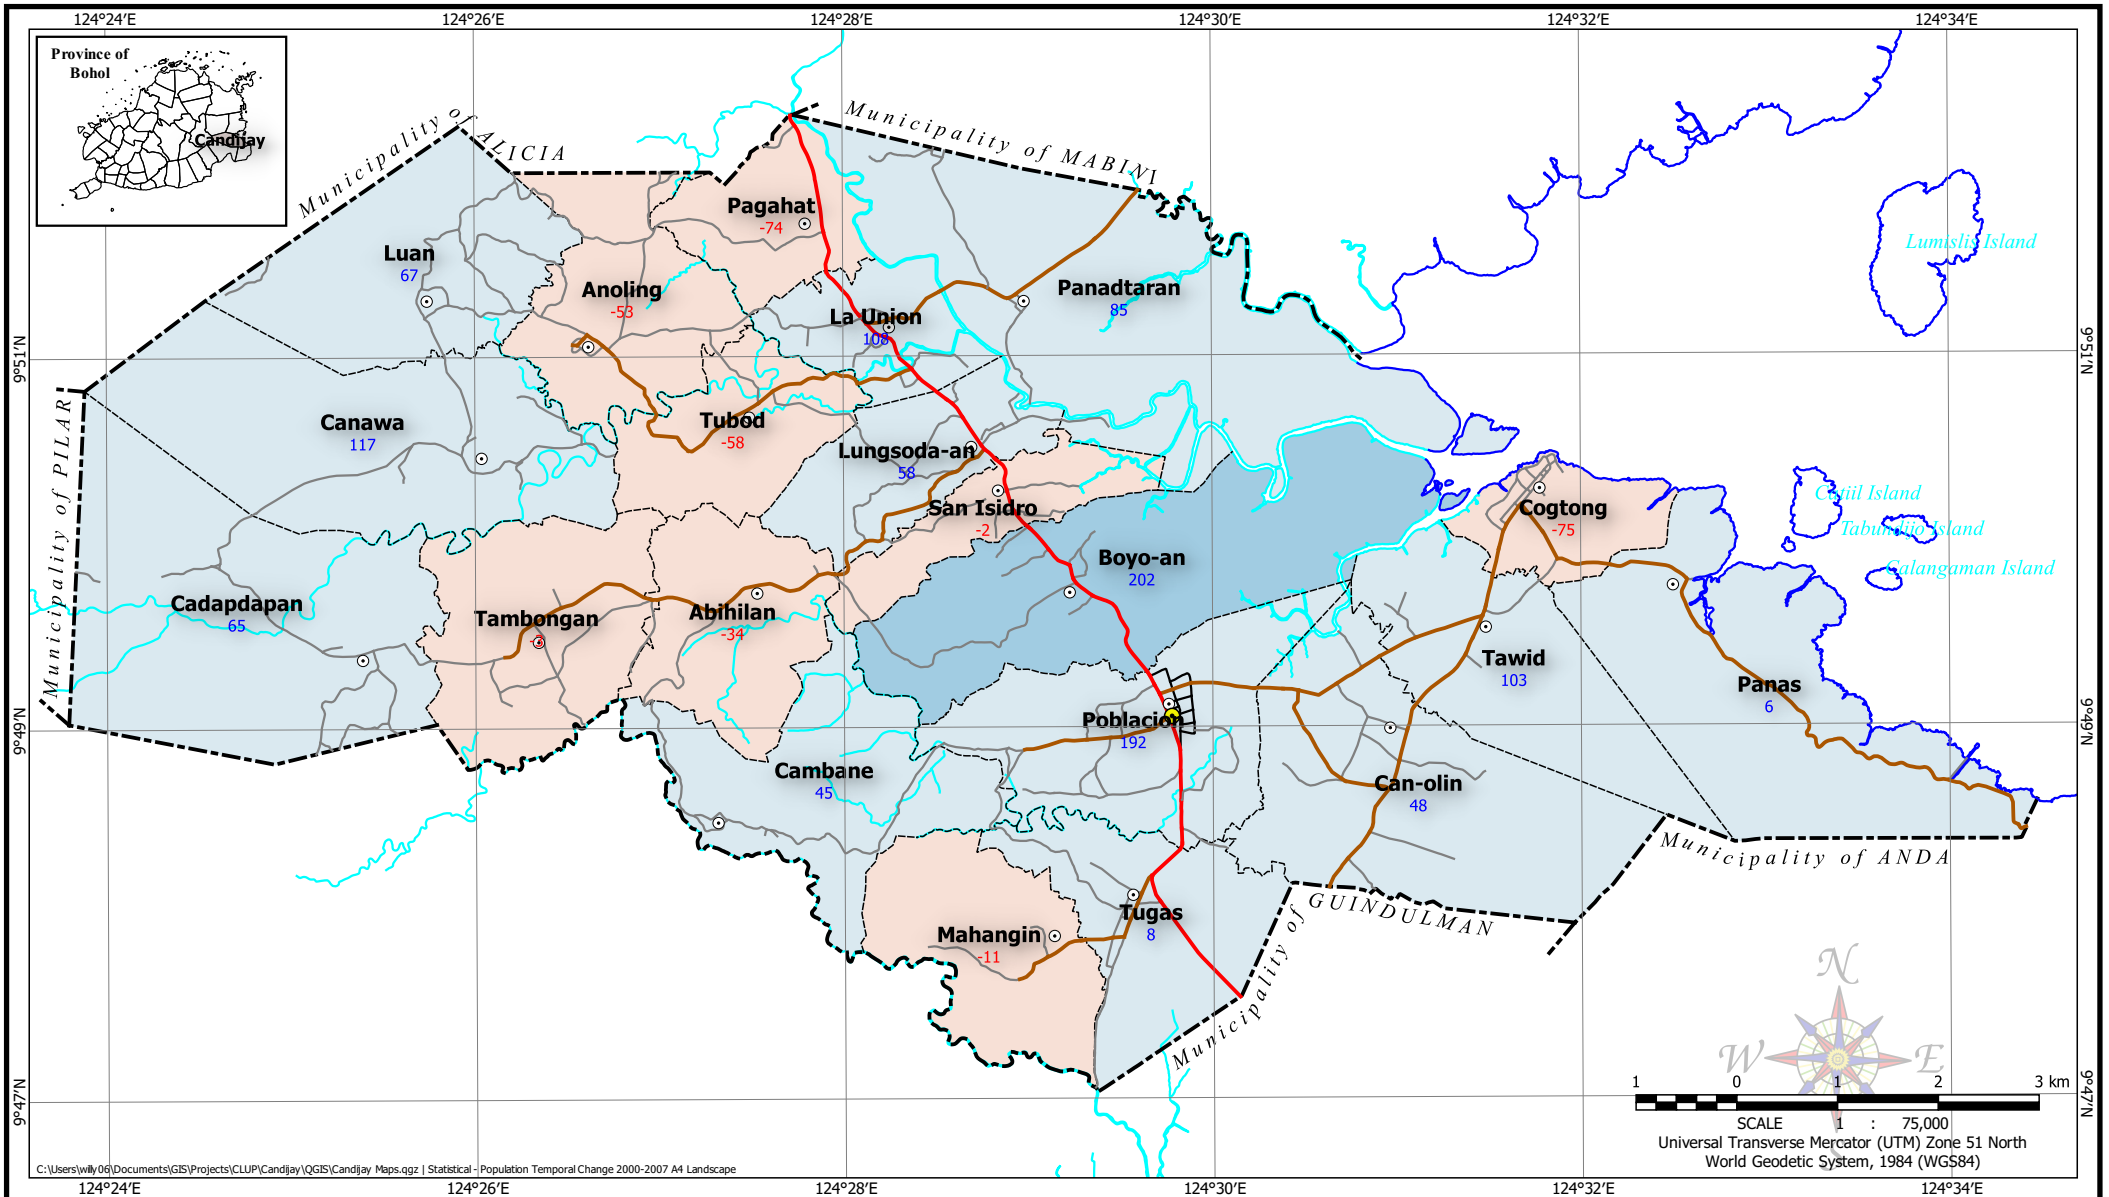 124°24′E 124°26′E 124°28′E 124°30′E 124°32′E 124°34′E
Province of
Bohol
Candijay
Municipality of ALICIA
Municipality of MABINI
Pagahat
-74
Lumislis Island
Luan
67
Anoling
-53
Panadtaran
85
La Union
108
9°51′N
9°51′N
Canawa
117
Tubod
-58
Lungsoda-an
58
Municipality of PILAR
San Isidro
-2
Cogtong
-75
Catiil Island
Tabundijo Island
Calangaman Island
Boyo-an
202
Cadapdapan
65
Tambongan
Abihilan
-34
Tawid
103
Panas
6
9°49′N
9°49′N
Poblacion
192
Cambane
45
Can-olin
48
Municipality of ANDA
Municipality of GUINDULMAN
Tugas
8
Mahangin
-11
N
W E
9°47′N
9°47′N
1 0 1 2 3 km
SCALE 1 : 75,000
Universal Transverse Mercator (UTM) Zone 51 North
World Geodetic System, 1984 (WGS84)
C:\Users\willy06\Documents\GIS\Projects\CLUP\Candijay\QGIS\Candijay Maps.qgz | Statistical - Population Temporal Change 2000-2007 A4 Landscape
124°24′E 124°26′E 124°28′E 124°30′E 124°32′E 124°34′E